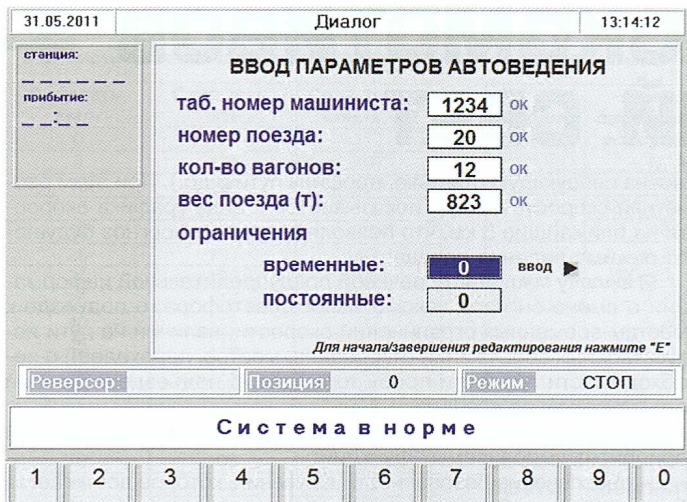 31.05.2011 Диалог 13:14:12
станция:
прибытие:
ВВОД ПАРАМЕТРОВ АВТОВЕДЕНИЯ
таб. номер машиниста: 1234 ок
номер поезда: 20 ок
кол-во вагонов: 12 ок
вес поезда (т): 823 ок
ограничения
временные: 0 ввод ▶
постоянные: 0
Для начала/завершения редактирования нажмите "Е"
Реверсор: Позиция: 0 Режим: СТОП
Система в норме
1 2 3 4 5 6 7 8 9 0